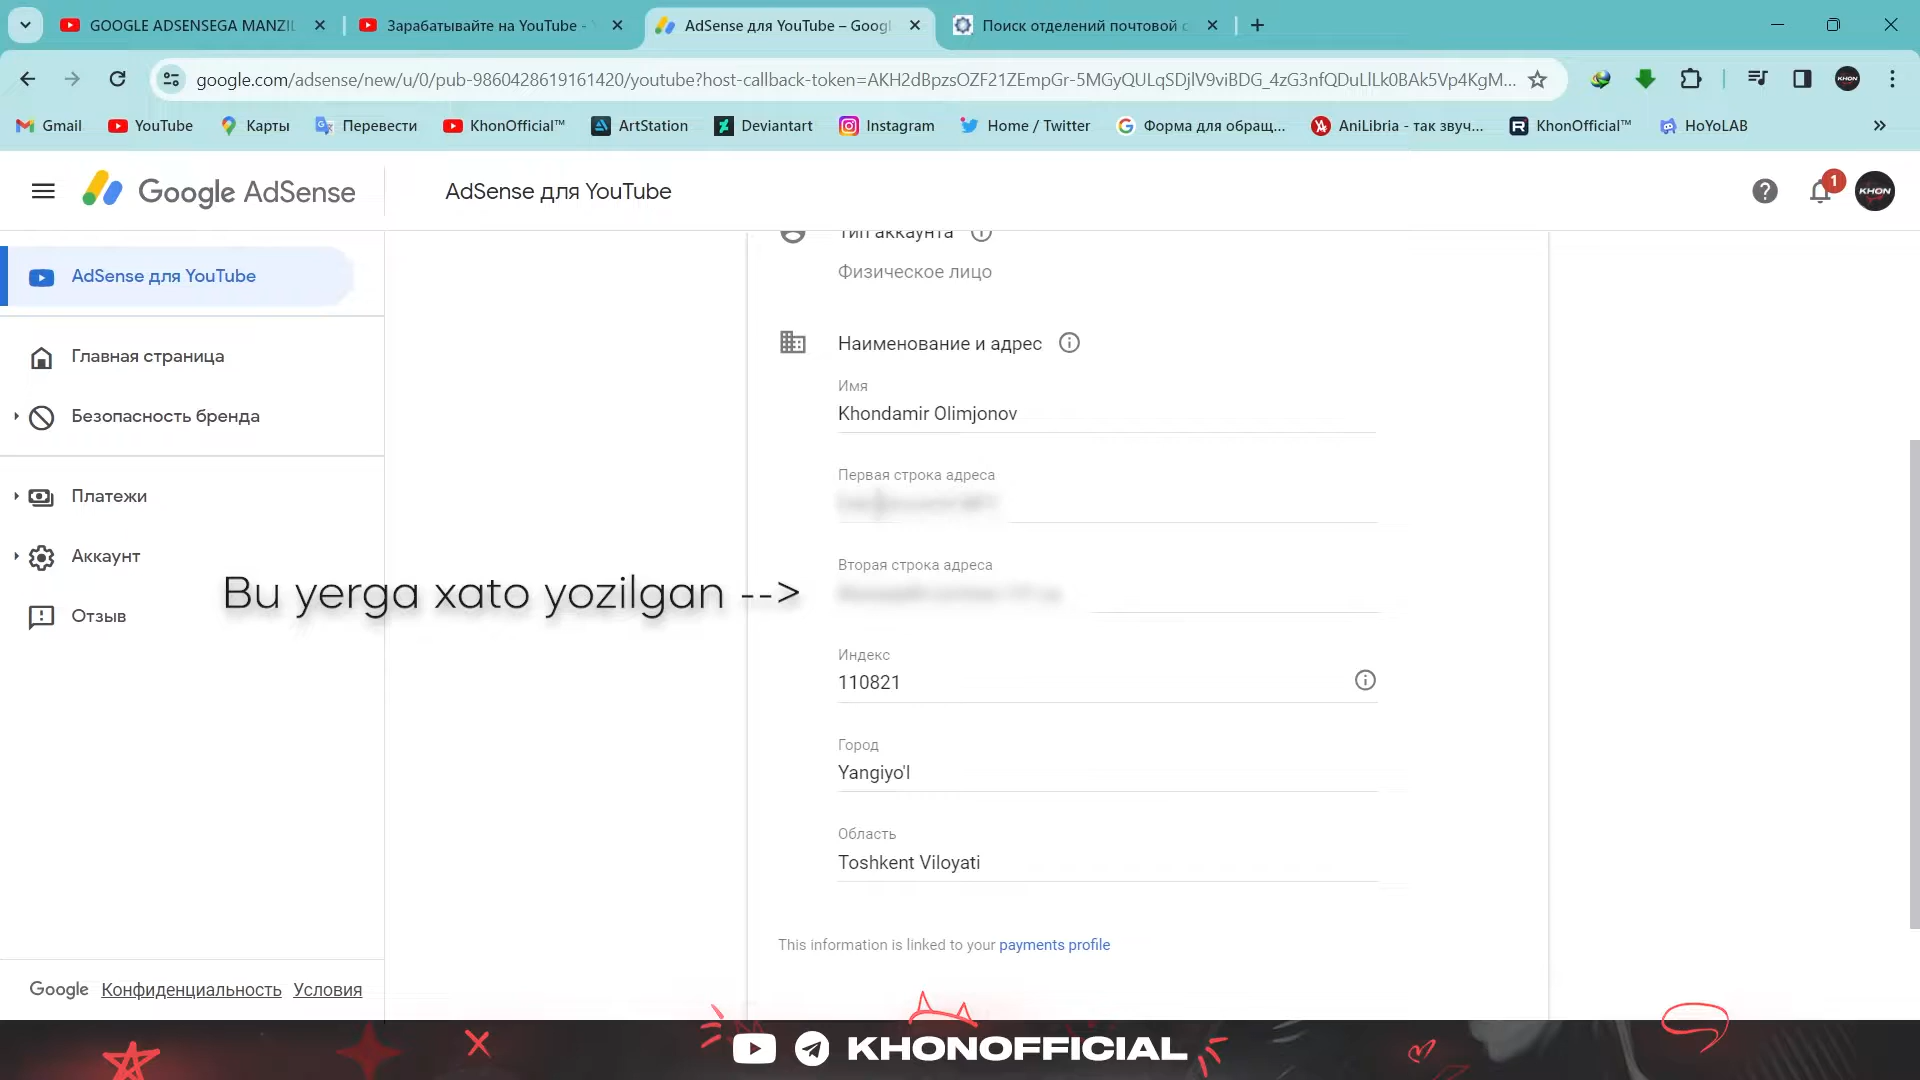 GOOGLE ADSENSEGA MANZIL
Зарабатывайте на YouTube -
AdSense для YouTube – Goog
Поиск отделений почтовой
google.com/adsense/new/u/0/pub-9860428619161420/youtube?host-callback-token=AKH2dBpzsOZF21ZEmpGr-5MGyQULqSDjlV9viBDG_4zG3nfQDuLlLk0BAk5Vp4KgM...
Gmail
YouTube
Карты
Перевести
KhonOfficial™
ArtStation
Deviantart
Instagram
Home / Twitter
Форма для обращ...
AniLibria - так звуч...
KhonOfficial™
HoYoLAB
Google AdSense
AdSense для YouTube
1
KHON
AdSense для YouTube
Главная страница
Безопасность бренда
Платежи
Аккаунт
Отзыв
Тип аккаунта
Физическое лицо
Наименование и адрес
Имя
Khondamir Olimjonov
Первая строка адреса
Вторая строка адреса
Bu yerga xato yozilgan -->
Индекс
110821
Город
Yangiyo'l
Область
Toshkent Viloyati
This information is linked to your payments profile
Google Конфиденциальность Условия
KHONOFFICIAL